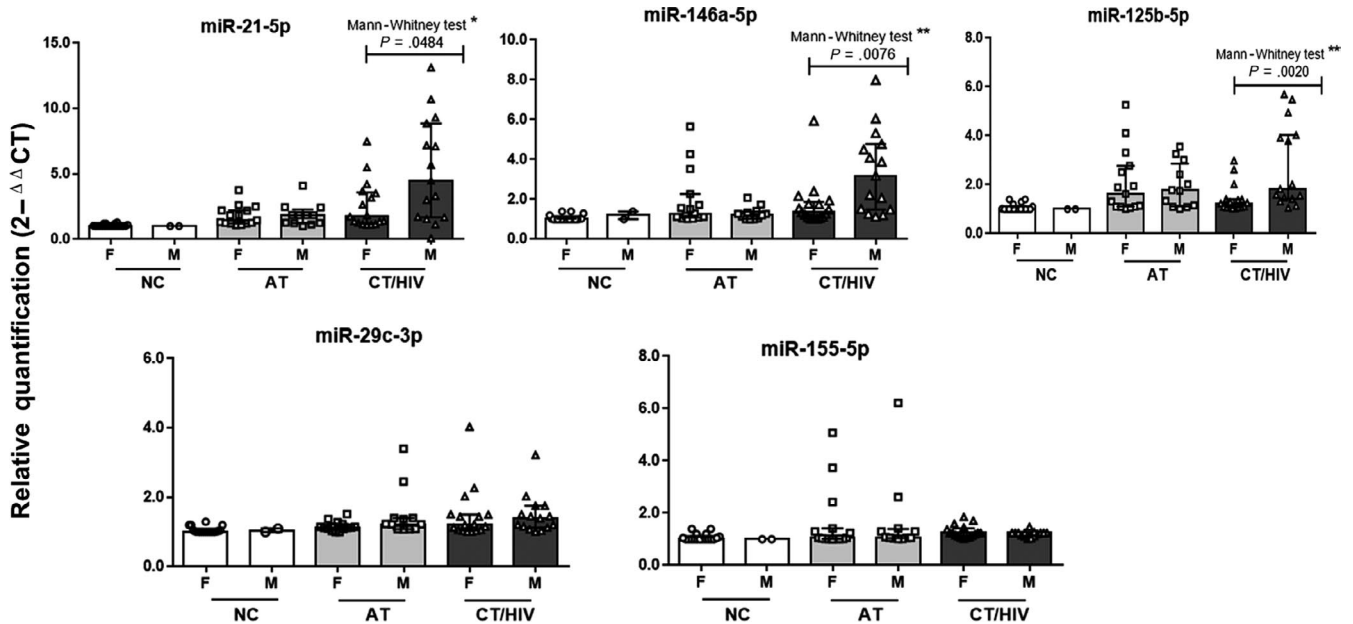 Relative quantification (2–ΔΔCT)
miR-21-5p
Mann-Whitney test *
P = .0484
15.0
10.0
5.0
0.0
F M F M F M
NC AT CT/HIV
miR-146a-5p
Mann-Whitney test **
P = .0076
10.0
8.0
6.0
4.0
2.0
0.0
F M F M F M
NC AT CT/HIV
miR-125b-5p
Mann-Whitney test **
P = .0020
8.0
6.0
4.0
2.0
0.0
F M F M F M
NC AT CT/HIV
miR-29c-3p
6.0
4.0
2.0
0.0
F M F M F M
NC AT CT/HIV
miR-155-5p
8.0
6.0
4.0
2.0
0.0
F M F M F M
NC AT CT/HIV